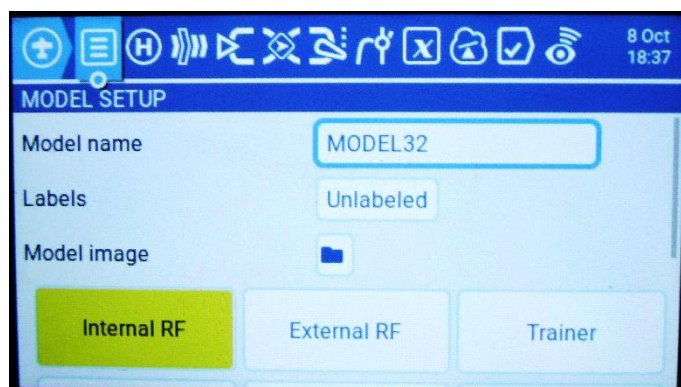 8 Oct
18:37
MODEL SETUP
Model name MODEL32
Labels Unlabeled
Model image
Internal RF External RF Trainer